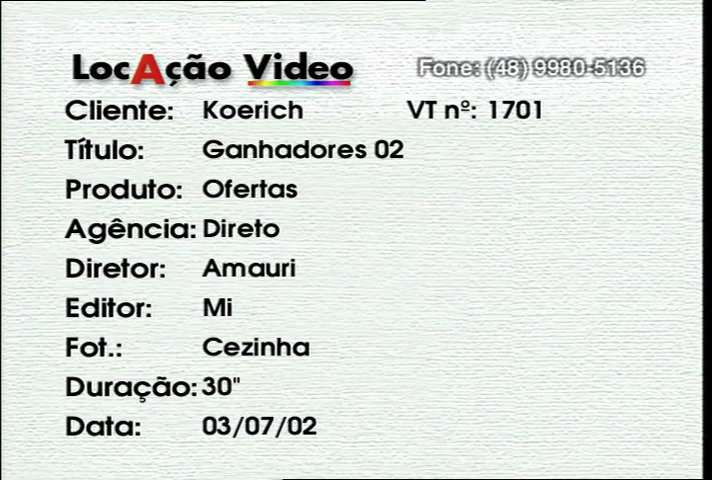 LocAção Video Fone: (48) 9980-5136
Cliente: Koerich VT nº: 1701
Título: Ganhadores 02
Produto: Ofertas
Agência: Direto
Diretor: Amauri
Editor: Mi
Fot.: Cezinha
Duração: 30"
Data: 03/07/02